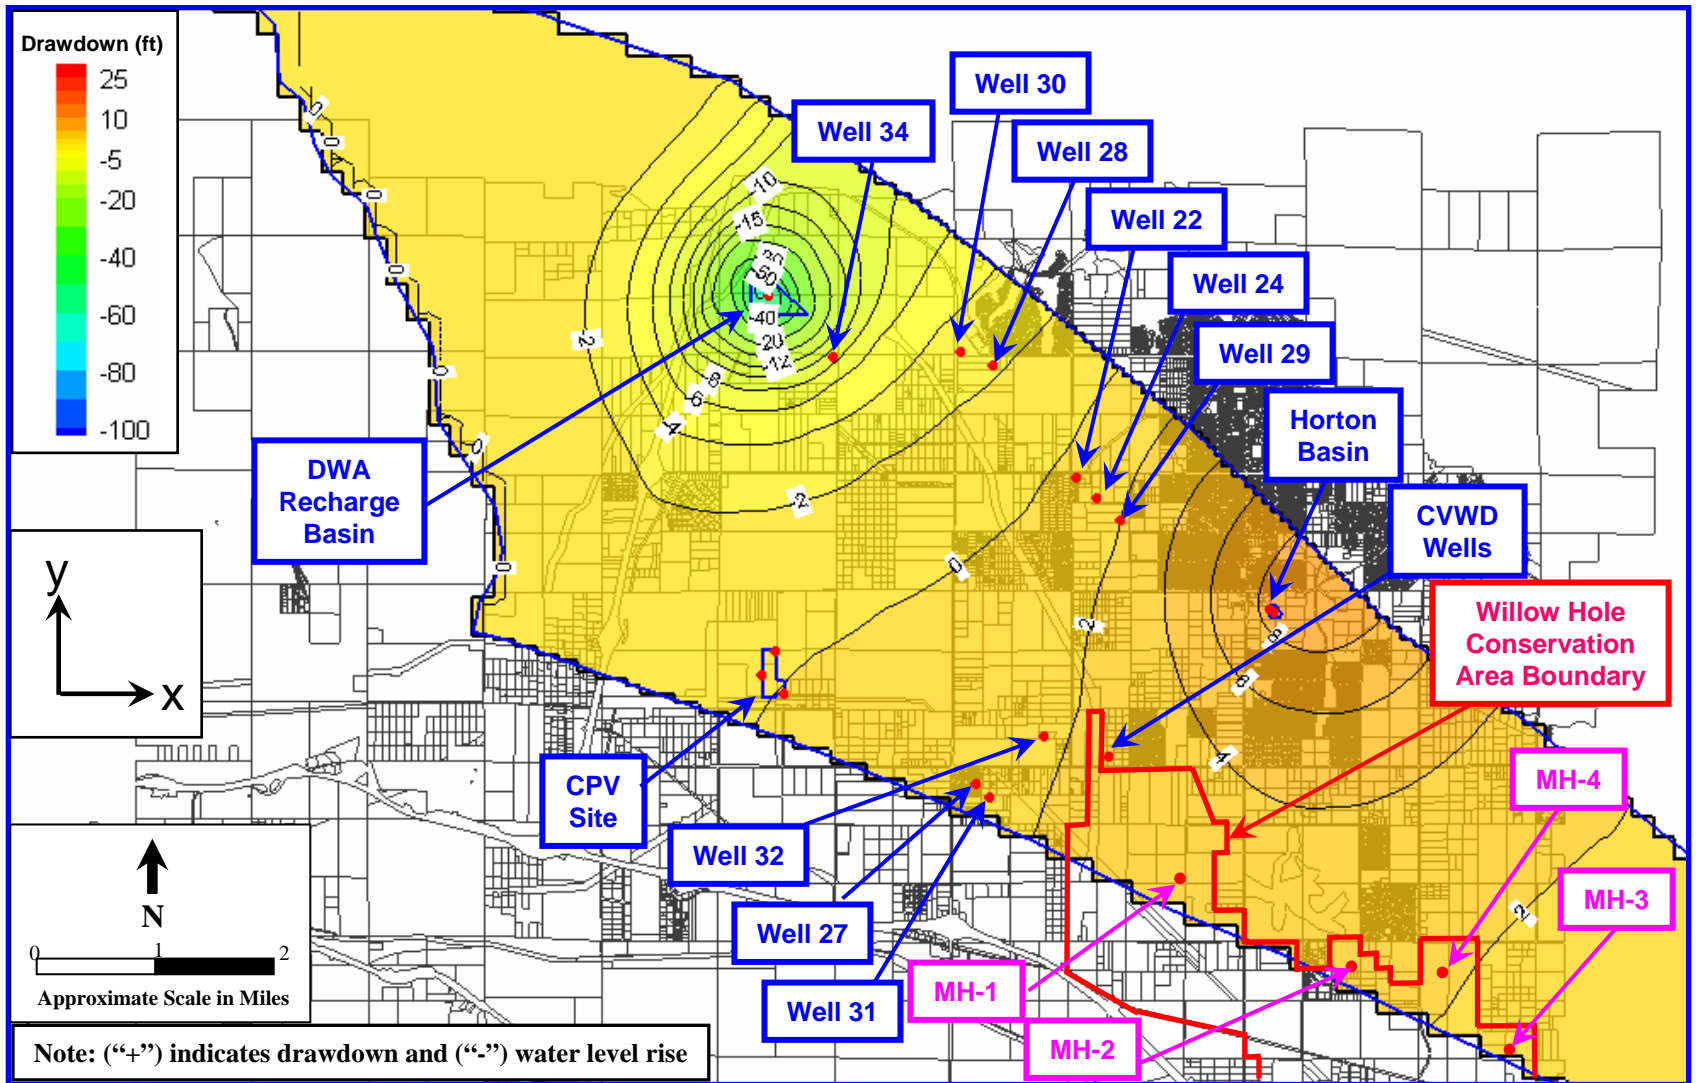 Drawdown (ft)
25
10
-5
-20
-40
-60
-80
-100
Well 30
Well 34
Well 28
Well 22
Well 24
Well 29
Horton
Basin
CVWD
Wells
Willow Hole
Conservation
Area Boundary
DWA
Recharge
Basin
CPV
Site
Well 32
Well 27
Well 31
MH-1
MH-2
MH-4
MH-3
-10
-15
-50
-40
-20
-12
-8
-6
-4
-2
-2
0
0
0
0
0
0
0
0
2
8
6
4
2
y
x
N
0 1 2
Approximate Scale in Miles
Note: (“+”) indicates drawdown and (“-”) water level rise